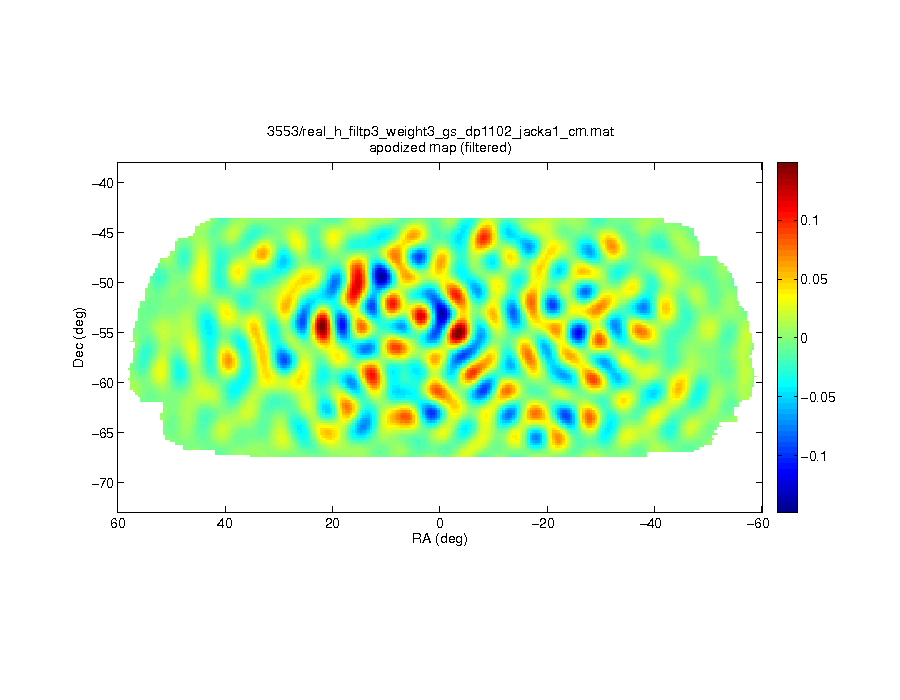 3553/real_h_filtp3_weight3_gs_dp1102_jacka1_cm.mat
apodized map (filtered)
−40
−45
−50
−55
−60
−65
−70
Dec (deg)
60 40 20 0 −20 −40 −60
RA (deg)
0.1
0.05
0
−0.05
−0.1